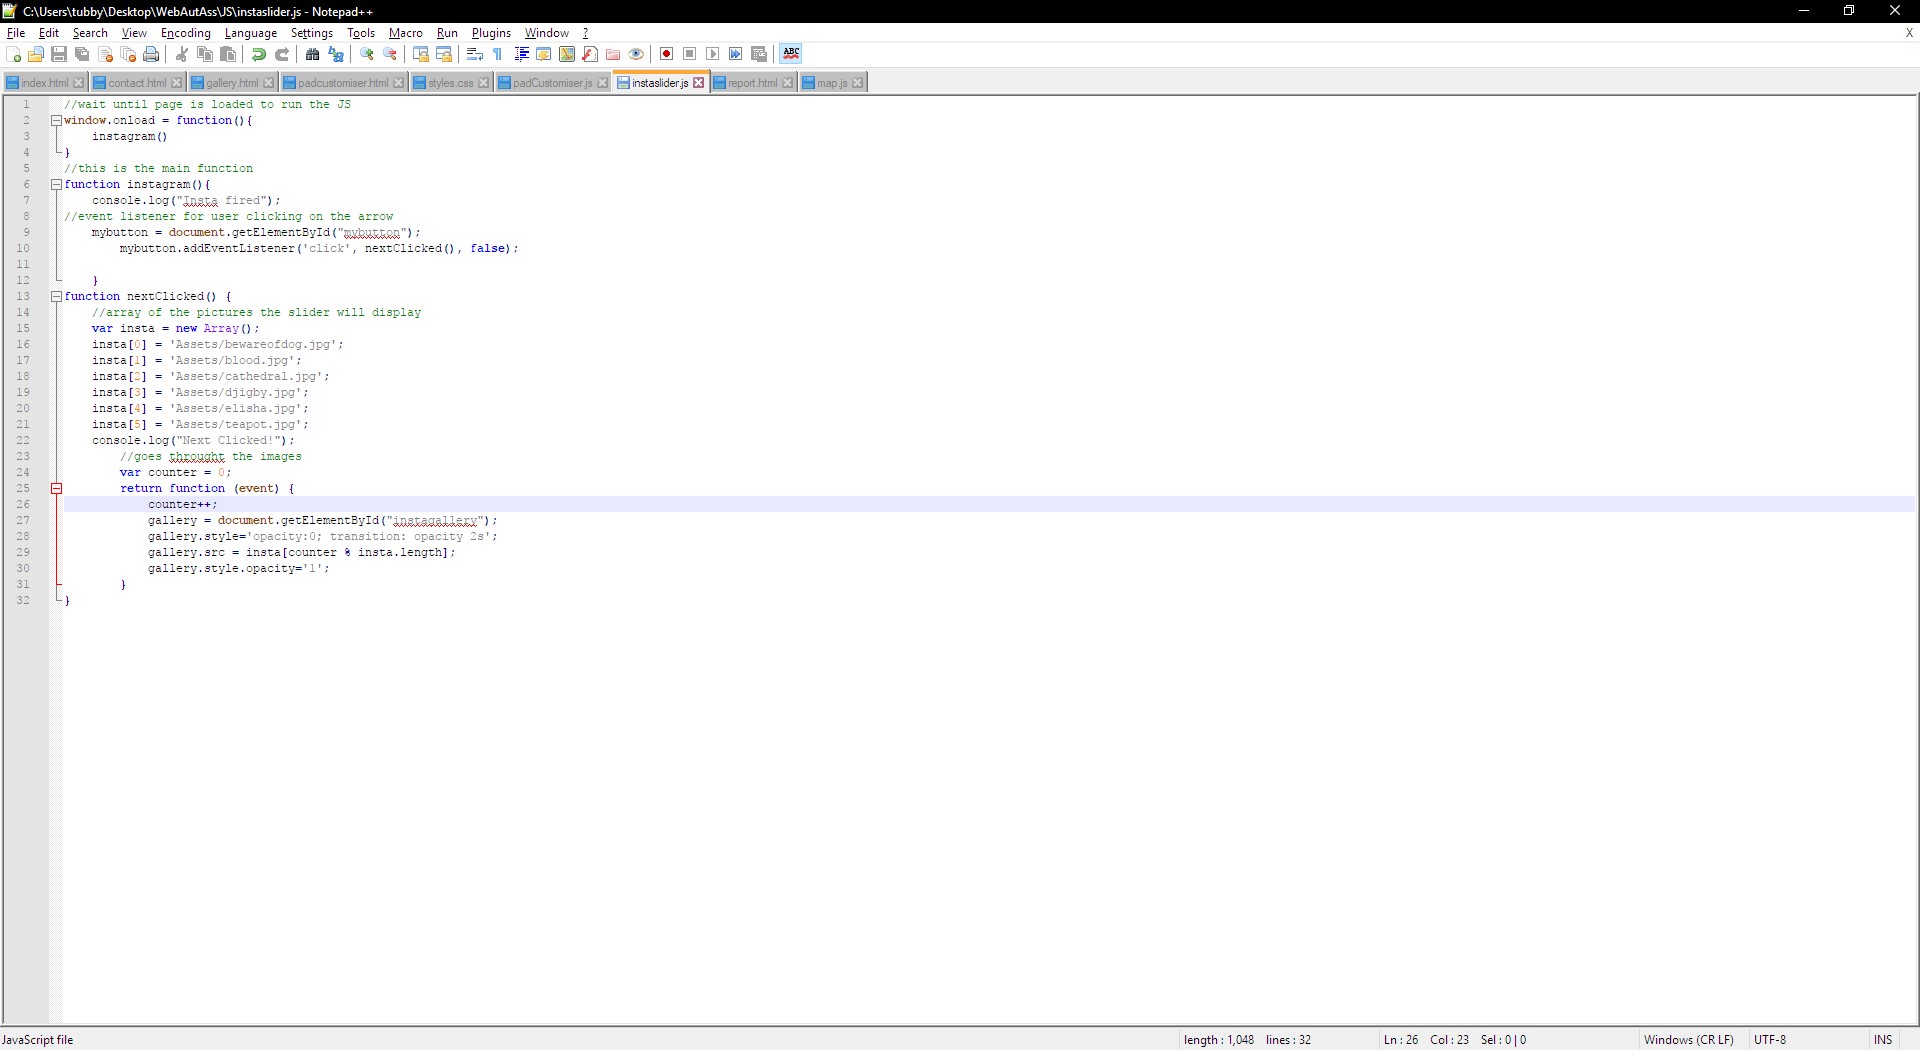 C:\Users\tubby\Desktop\WebAutAss\JS\instaslider.js - Notepad++
File Edit Search View Encoding Language Settings Tools Macro Run Plugins Window ? X
ABC
index.html contact.html gallery.html padcustomiser.html styles.css padCustomiser.js instaslider.js report.html map.js
1 //wait until page is loaded to run the JS
2 window.onload = function(){
3 instagram()
4 }
5 //this is the main function
6 function instagram(){
7 console.log("Insta fired");
8 //event listener for user clicking on the arrow
9 mybutton = document.getElementById("mybutton");
10 mybutton.addEventListener('click', nextClicked(), false);
11
12 }
13 function nextClicked() {
14 //array of the pictures the slider will display
15 var insta = new Array();
16 insta[0] = 'Assets/bewareofdog.jpg';
17 insta[1] = 'Assets/blood.jpg';
18 insta[2] = 'Assets/cathedral.jpg';
19 insta[3] = 'Assets/djigby.jpg';
20 insta[4] = 'Assets/elisha.jpg';
21 insta[5] = 'Assets/teapot.jpg';
22 console.log("Next Clicked!");
23 //goes throught the images
24 var counter = 0;
25 return function (event) {
26 counter++;
27 gallery = document.getElementById("instagallery");
28 gallery.style='opacity:0; transition: opacity 2s';
29 gallery.src = insta[counter % insta.length];
30 gallery.style.opacity='1';
31 }
32 }
JavaScript file length : 1,048 lines : 32 Ln : 26 Col : 23 Sel : 0 | 0 Windows (CR LF) UTF-8 INS